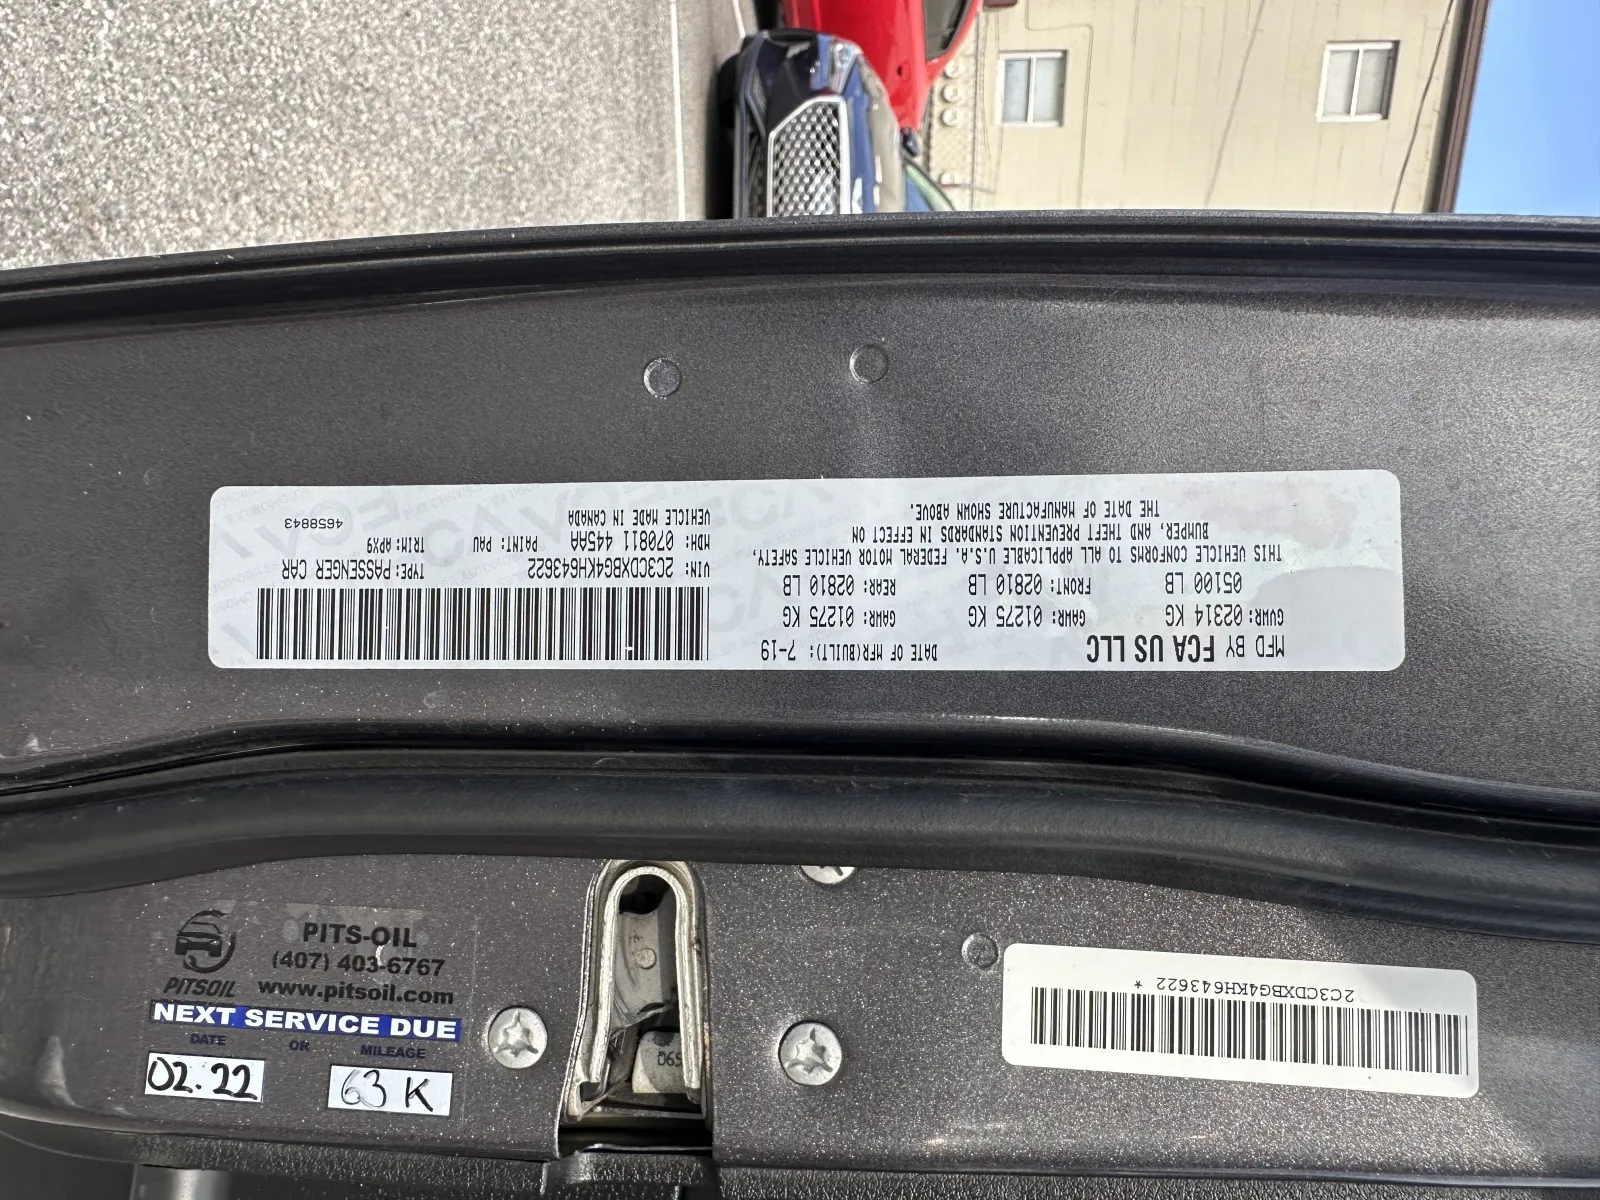 MFD BY FCA US LLC
DATE OF MFR(BUILT): 7-19
GVWR: 02314 KG
05100 LB
GAWR: 01275 KG
FRONT: 02810 LB
GAWR: 01275 KG
REAR: 02810 LB
THIS VEHICLE CONFORMS TO ALL APPLICABLE U.S.A. FEDERAL MOTOR VEHICLE SAFETY,
BUMPER, AND THEFT PREVENTION STANDARDS IN EFFECT ON
THE DATE OF MANUFACTURE SHOWN ABOVE.
VIN: 2C3CDXBG4KH643622
TYPE: PASSENGER CAR
MDH: 070811 445AA
PAINT: PAU
TRIM: APX9
VEHICLE MADE IN CANADA
4658843
PITSOIL
PITS-OIL
(407) 403-6767
www.pitsoil.com
NEXT SERVICE DUE
DATE OR MILEAGE
02.22 63 K
2C3CDXBG4KH643622 *